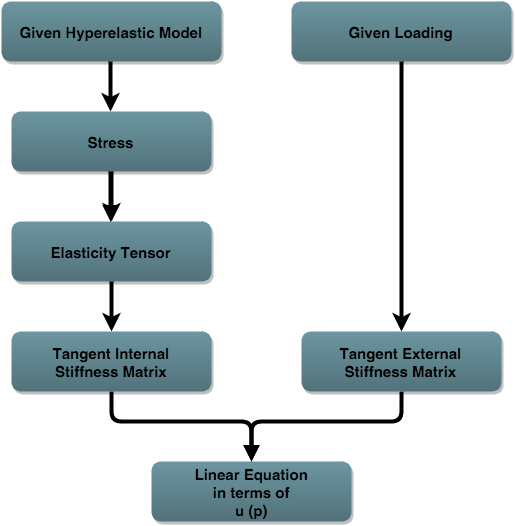 Given Hyperelastic Model
Given Loading
Stress
Elasticity Tensor
Tangent Internal
Stiffness Matrix
Tangent External
Stiffness Matrix
Linear Equation
in terms of
u (p)